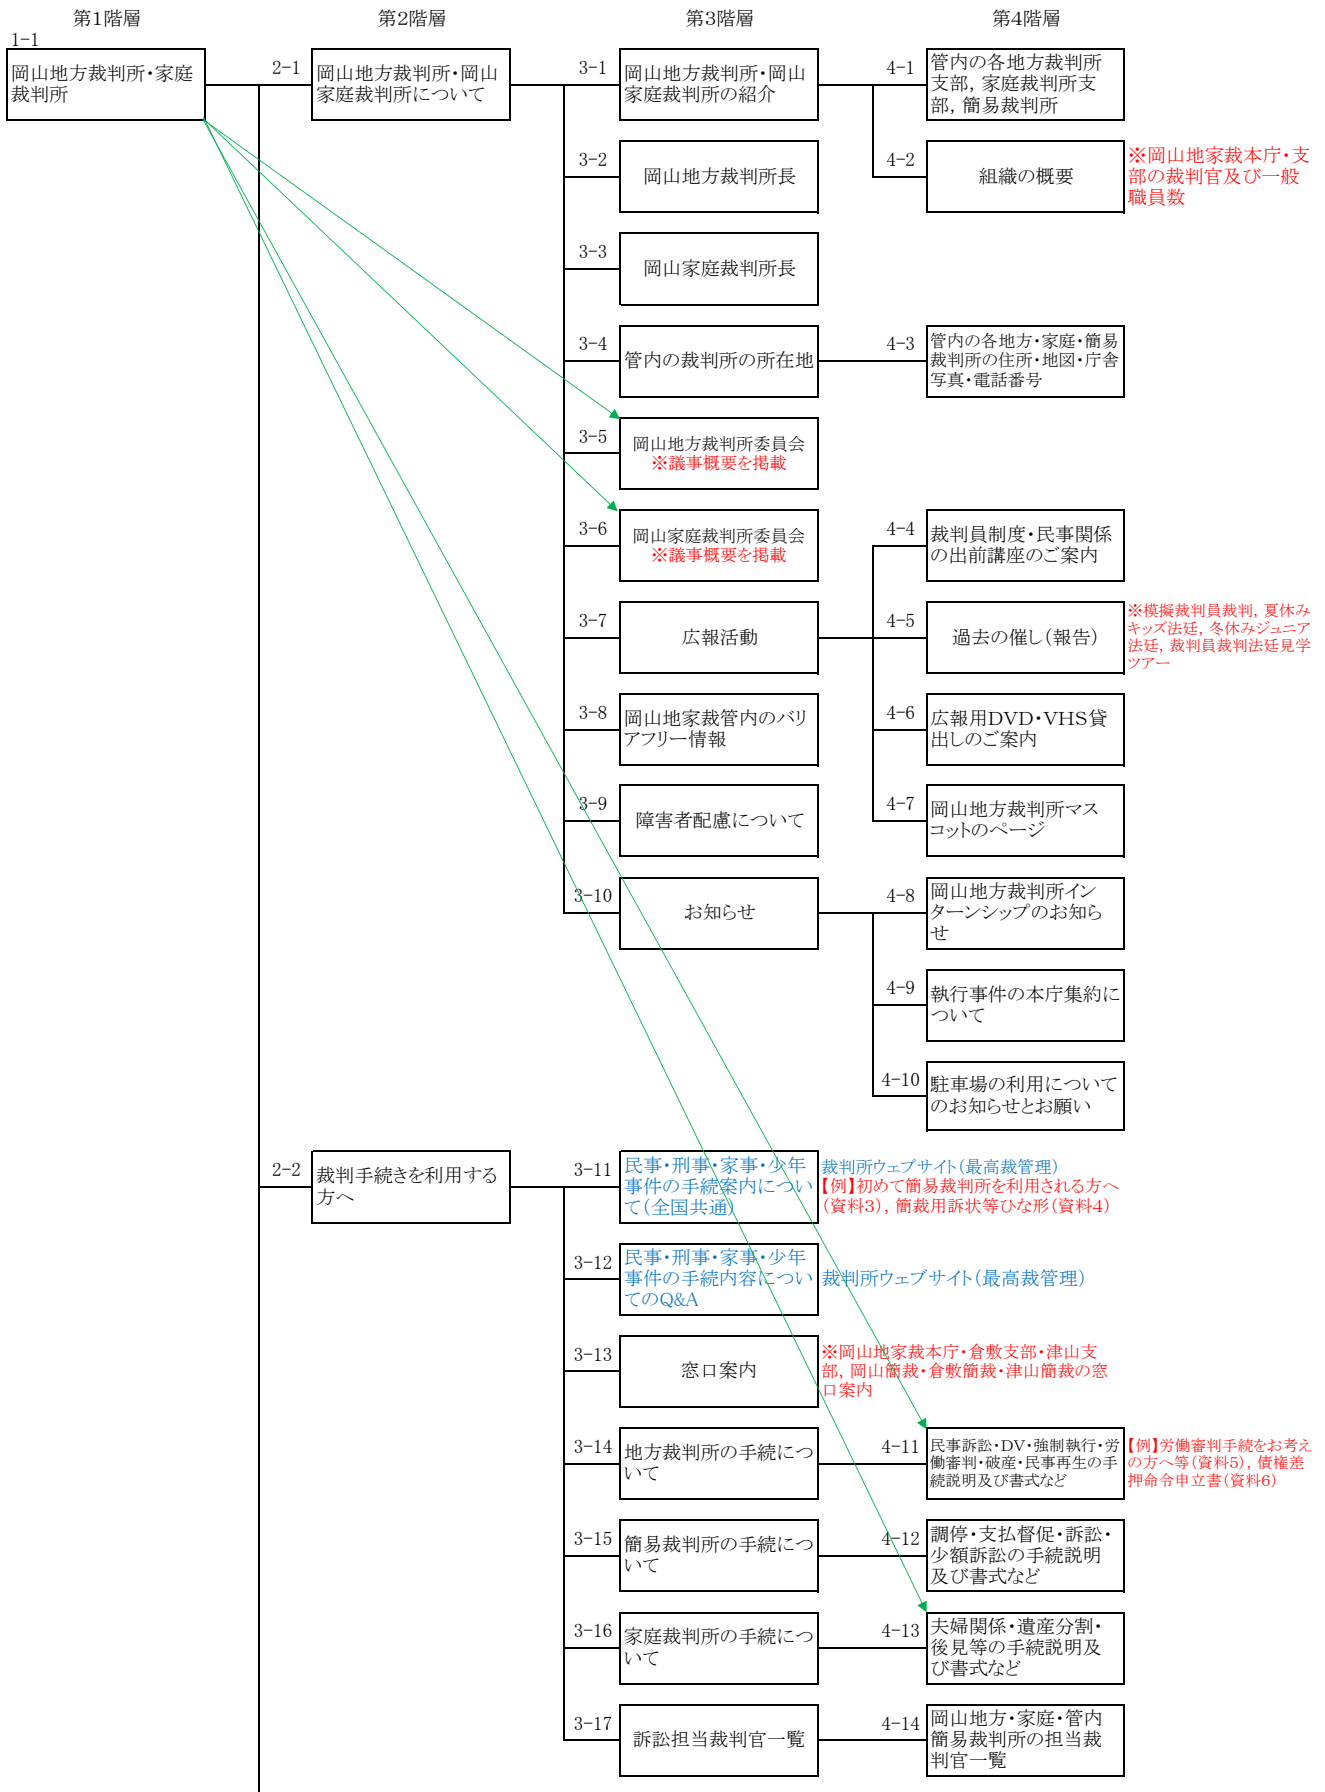 第1階層
第2階層
第3階層
第4階層
1-1
岡山地方裁判所・家庭
裁判所
2-1
岡山地方裁判所・岡山
家庭裁判所について
3-1
岡山地方裁判所・岡山
家庭裁判所の紹介
4-1
管内の各地方裁判所
支部, 家庭裁判所支
部, 簡易裁判所
3-2
岡山地方裁判所長
4-2
組織の概要
※岡山地家裁本庁・支
部の裁判官及び一般
職員数
3-3
岡山家庭裁判所長
3-4
管内の裁判所の所在地
4-3
管内の各地方・家庭・簡易
裁判所の住所・地図・庁舎
写真・電話番号
3-5
岡山地方裁判所委員会
※議事概要を掲載
3-6
岡山家庭裁判所委員会
※議事概要を掲載
4-4
裁判員制度・民事関係
の出前講座のご案内
3-7
広報活動
4-5
過去の催し(報告)
※模擬裁判員裁判, 夏休み
キッズ法廷, 冬休みジュニア
法廷, 裁判員裁判法廷見学
ツアー
3-8
岡山地家裁管内のバリ
アフリー情報
4-6
広報用DVD・VHS貸
出しのご案内
3-9
障害者配慮について
4-7
岡山地方裁判所マス
コットのページ
3-10
お知らせ
4-8
岡山地方裁判所イン
ターンシップのお知ら
せ
4-9
執行事件の本庁集約に
ついて
4-10
駐車場の利用について
のお知らせとお願い
2-2
裁判手続きを利用する
方へ
3-11
民事・刑事・家事・少年
事件の手続案内につい
て(全国共通)
裁判所ウェブサイト(最高裁管理)
【例】初めて簡易裁判所を利用される方へ
(資料3), 簡裁用訴状等ひな形(資料4)
3-12
民事・刑事・家事・少年
事件の手続内容につい
てのQ&A
裁判所ウェブサイト(最高裁管理)
3-13
窓口案内
※岡山地家裁本庁・倉敷支部・津山支
部, 岡山簡裁・倉敷簡裁・津山簡裁の窓
口案内
3-14
地方裁判所の手続につ
いて
4-11
民事訴訟・DV・強制執行・労
働審判・破産・民事再生の手
続説明及び書式など
【例】労働審判手続をお考え
の方へ等(資料5), 債権差
押命令申立書(資料6)
3-15
簡易裁判所の手続につ
いて
4-12
調停・支払督促・訴訟・
少額訴訟の手続説明
及び書式など
3-16
家庭裁判所の手続につ
いて
4-13
夫婦関係・遺産分割・
後見等の手続説明及
び書式など
3-17
訴訟担当裁判官一覧
4-14
岡山地方・家庭・管内
簡易裁判所の担当裁
判官一覧